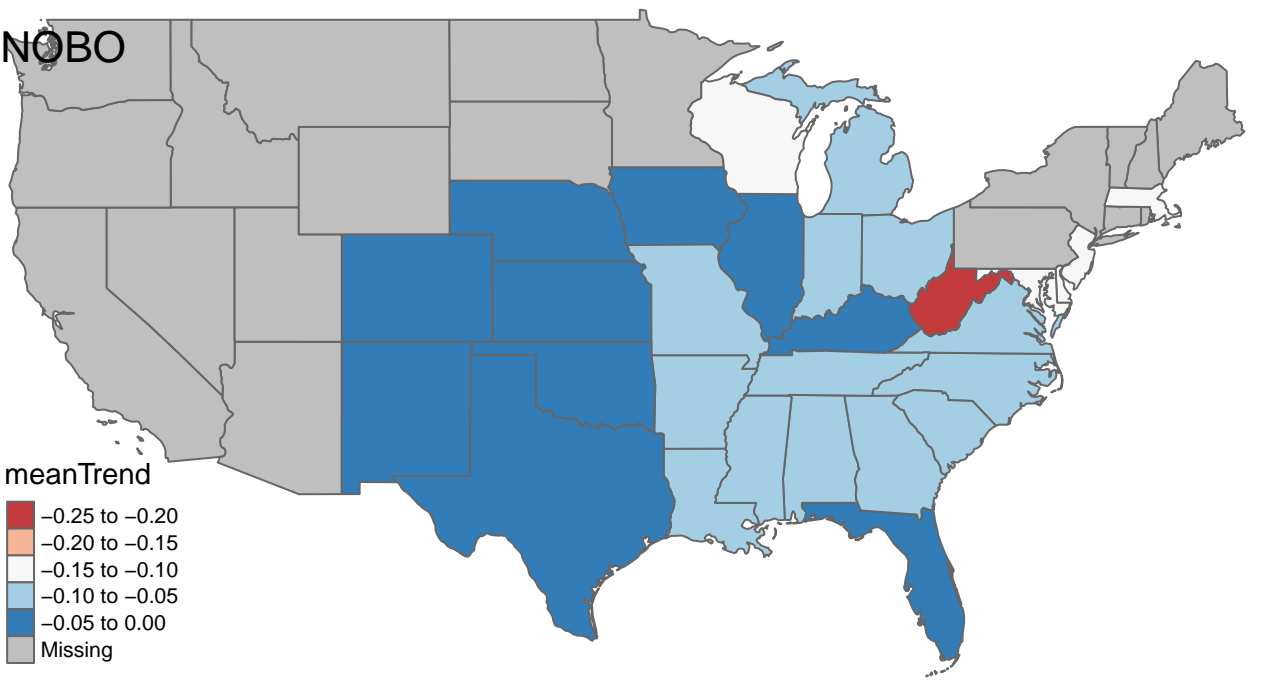 NOBO
meanTrend
−0.25 to −0.20
−0.20 to −0.15
−0.15 to −0.10
−0.10 to −0.05
−0.05 to 0.00
Missing